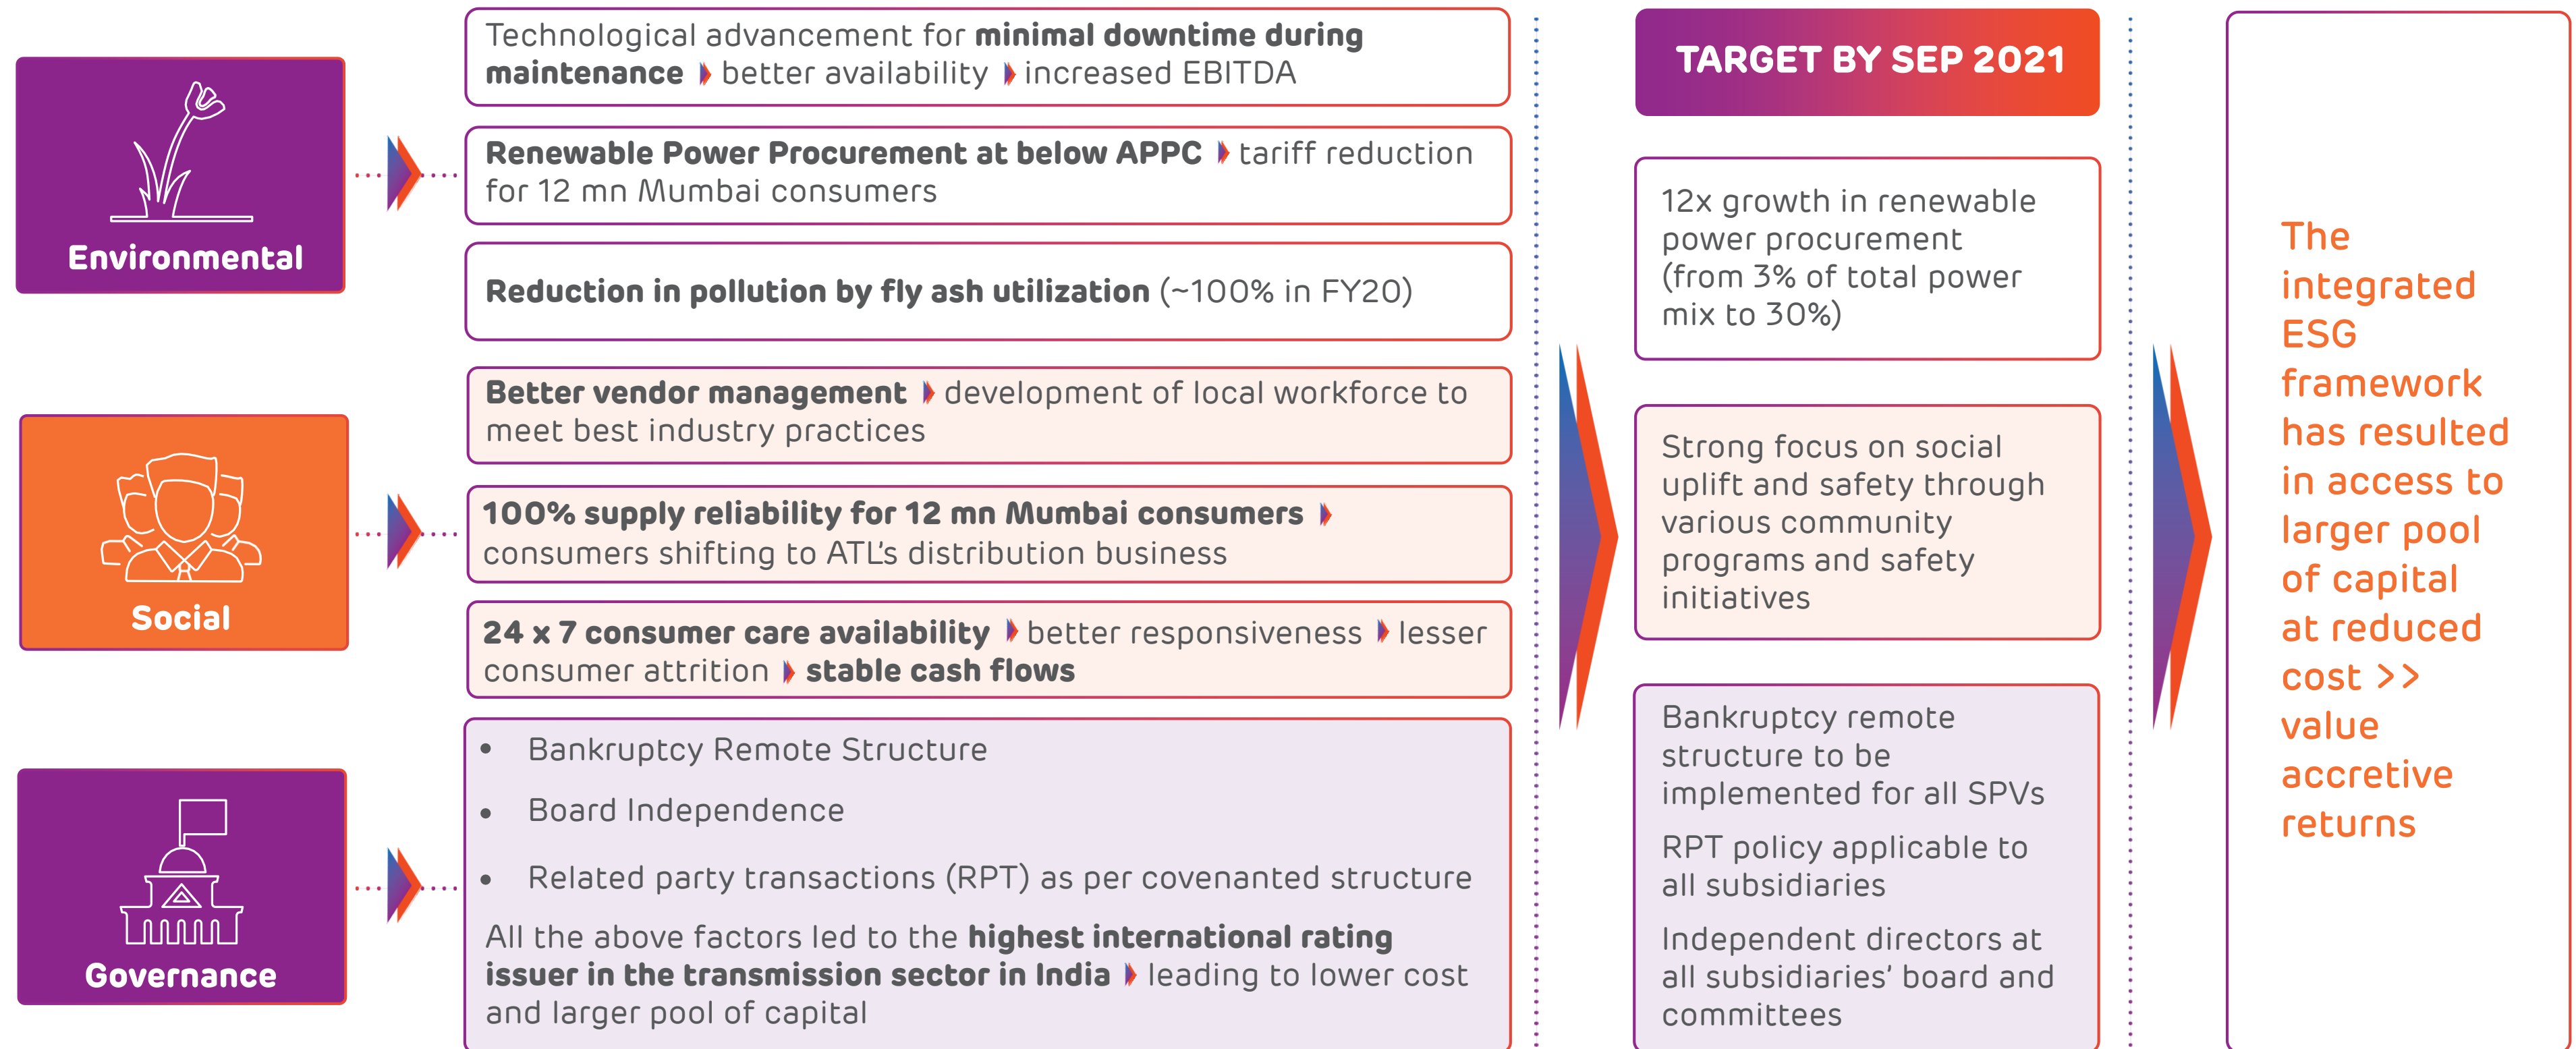 Environmental
Technological advancement for minimal downtime during
maintenance better availability increased EBITDA
Renewable Power Procurement at below APPC tariff reduction
for 12 mn Mumbai consumers
Reduction in pollution by fly ash utilization (~100% in FY20)
Social
Better vendor management development of local workforce to
meet best industry practices
100% supply reliability for 12 mn Mumbai consumers
consumers shifting to ATL's distribution business
24 x 7 consumer care availability better responsiveness lesser
consumer attrition stable cash flows
Governance
• Bankruptcy Remote Structure
• Board Independence
• Related party transactions (RPT) as per covenanted structure
All the above factors led to the highest international rating
issuer in the transmission sector in India leading to lower cost
and larger pool of capital
TARGET BY SEP 2021
12x growth in renewable
power procurement
(from 3% of total power
mix to 30%)
Strong focus on social
uplift and safety through
various community
programs and safety
initiatives
Bankruptcy remote
structure to be
implemented for all SPVs
RPT policy applicable to
all subsidiaries
Independent directors at
all subsidiaries' board and
committees
The
integrated
ESG
framework
has resulted
in access to
larger pool
of capital
at reduced
cost >>
value
accretive
returns